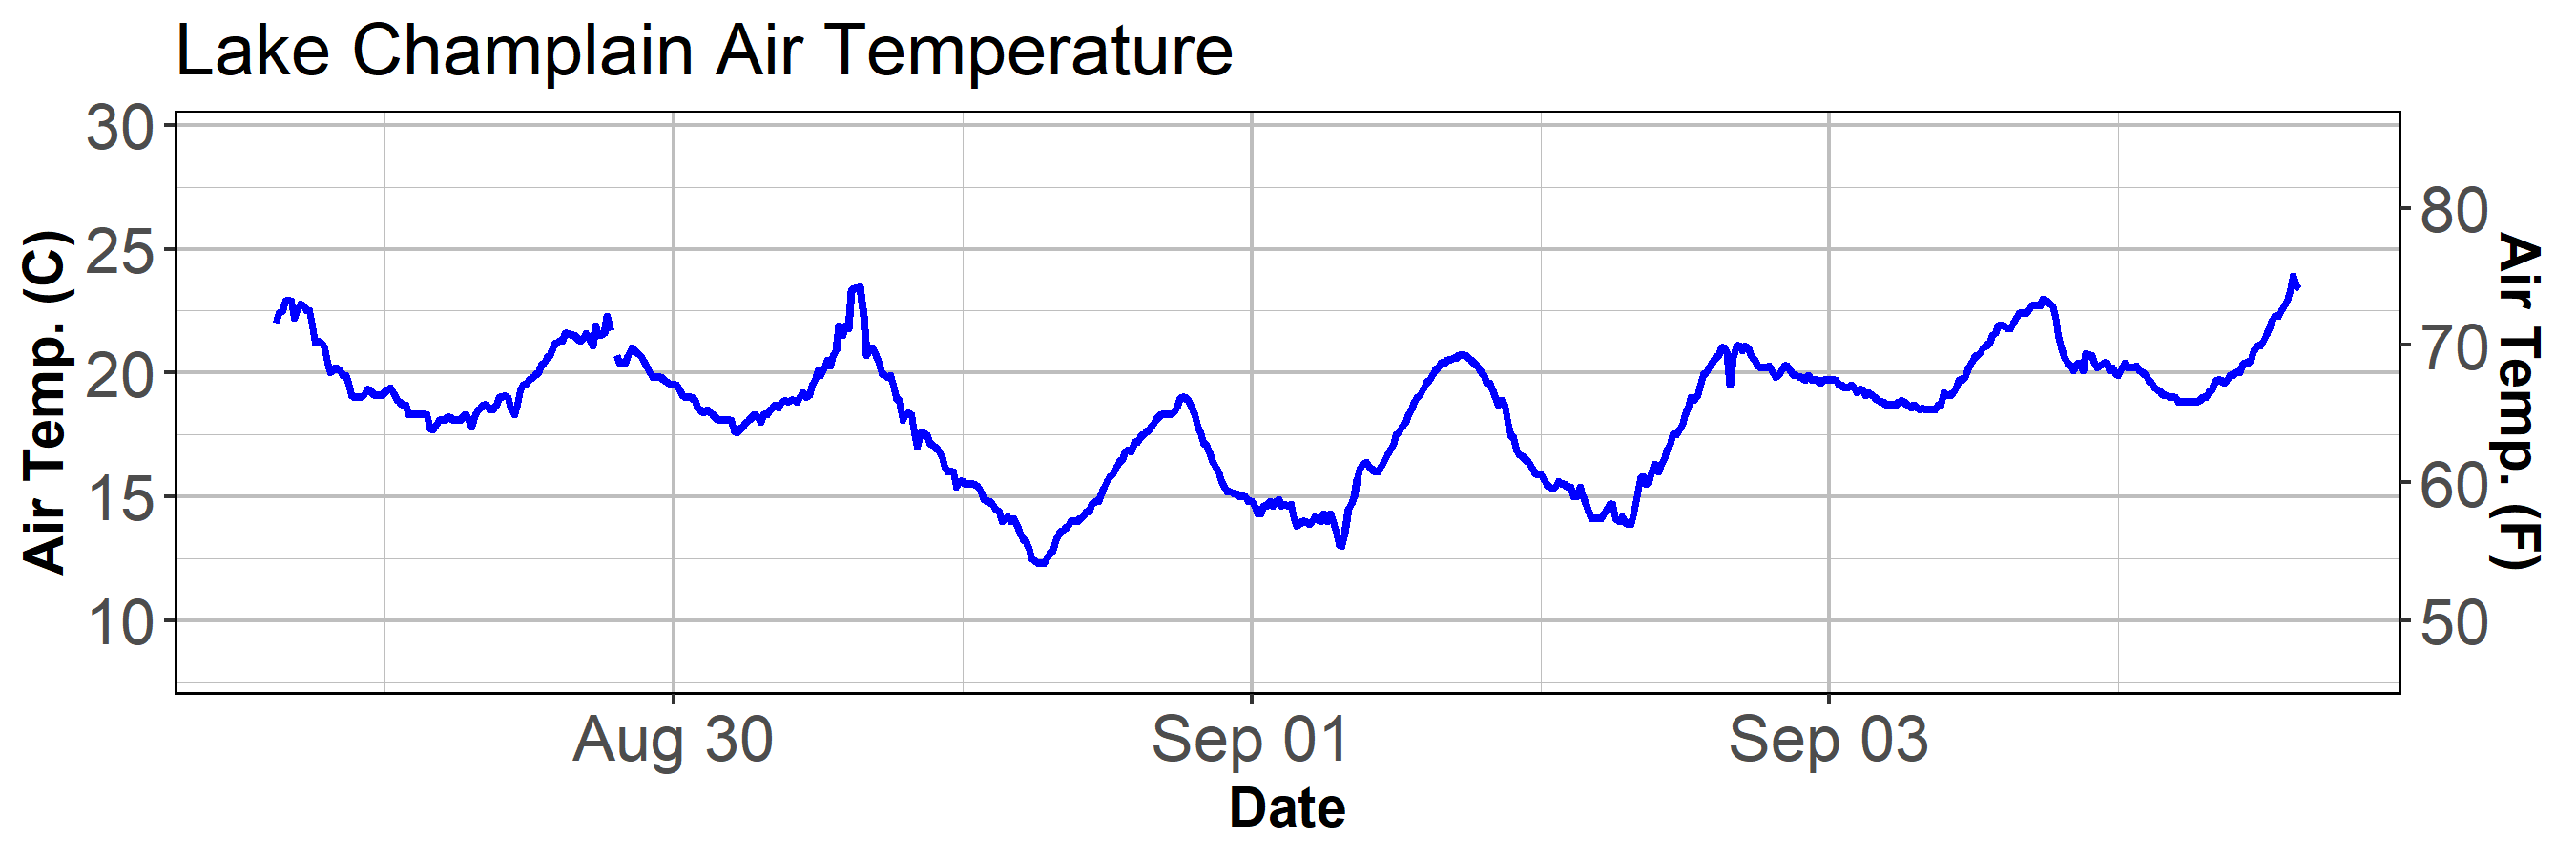 Lake Champlain Air Temperature
Air Temp. (C)
30
25
20
15
10
80
70
60
50
Air Temp. (F)
Aug 30
Sep 01
Sep 03
Date